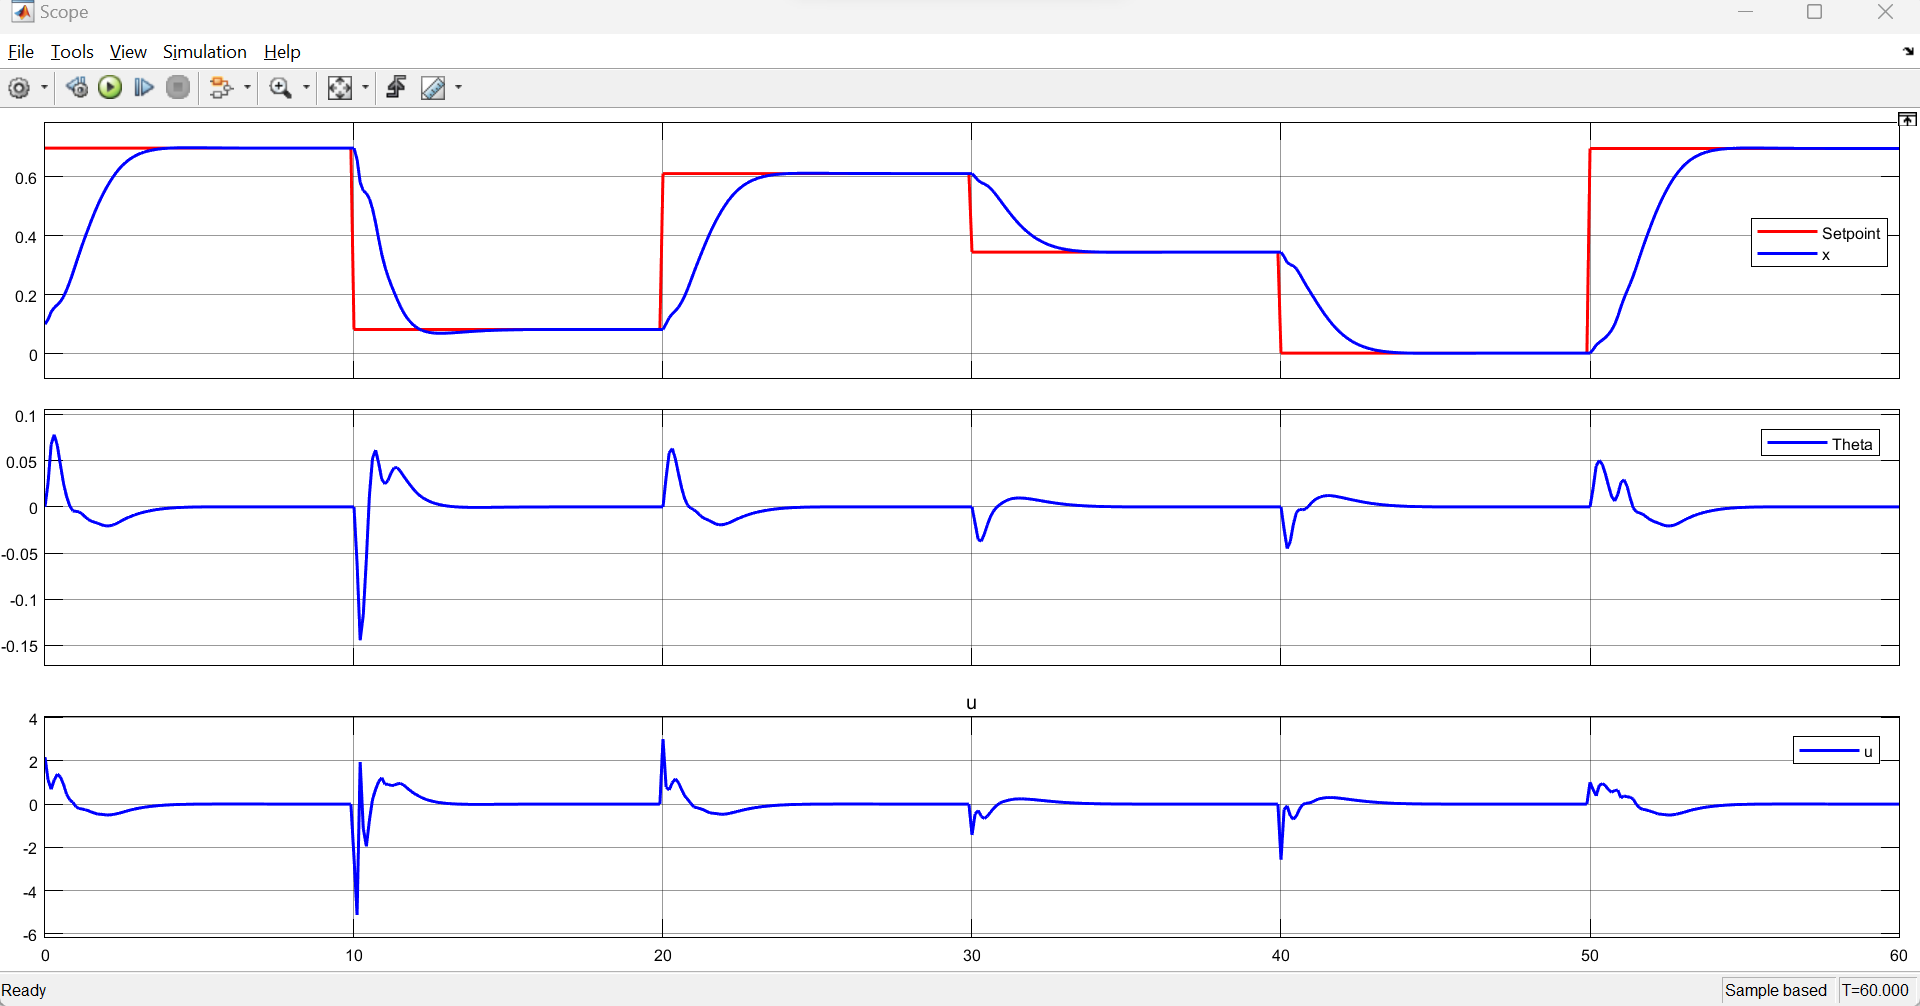 Scope
File Tools View Simulation Help
0.6
0.4
0.2
0
Setpoint
x
0.1
0.05
0
-0.05
-0.1
-0.15
Theta
u
4
2
0
-2
-4
-6
u
0 10 20 30 40 50 60
Ready
Sample based T=60.000